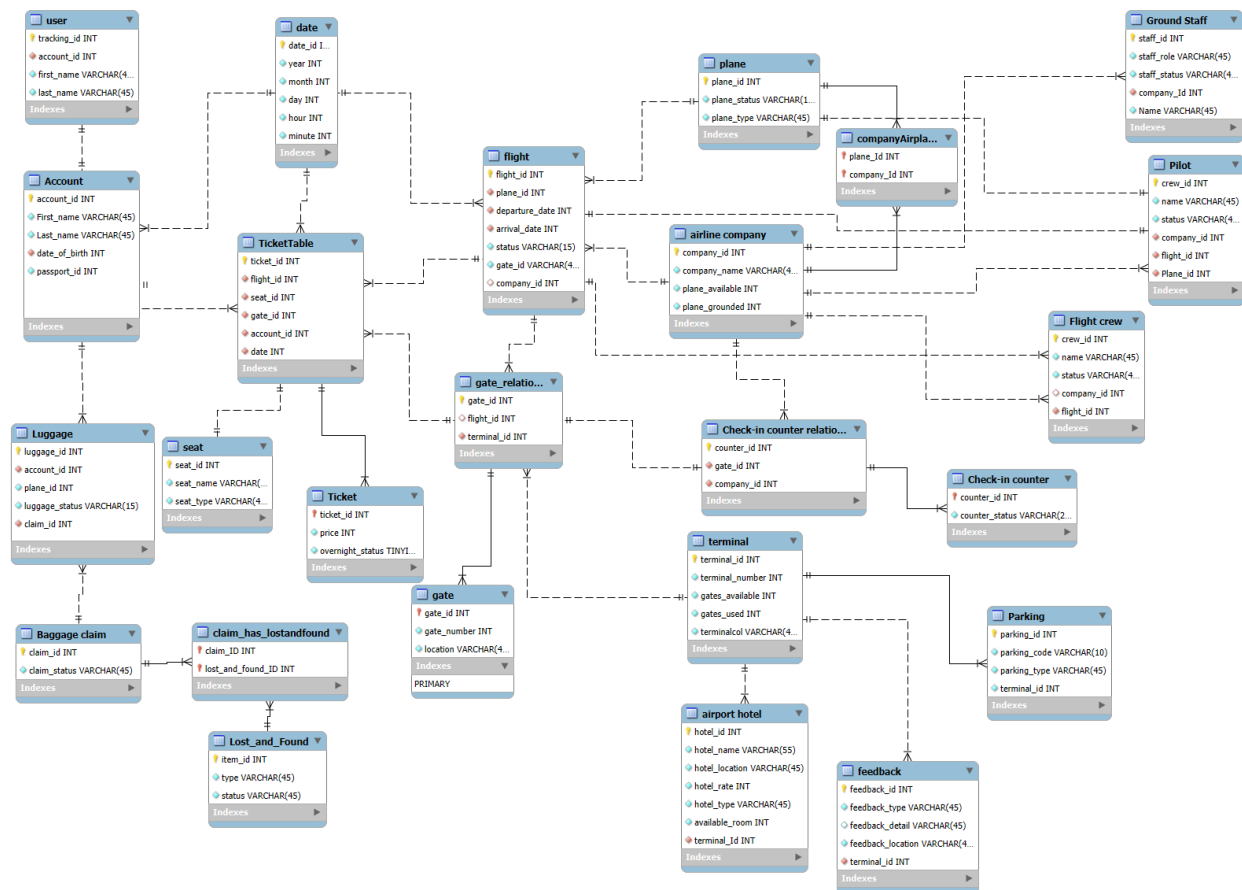 user
tracking_id INT
account_id INT
first_name VARCHAR(4...
last_name VARCHAR(45)
Indexes
date
date_id I...
year INT
month INT
day INT
hour INT
minute INT
Indexes
plane
plane_id INT
plane_status VARCHAR(1...
plane_type VARCHAR(45)
Indexes
Ground Staff
staff_id INT
staff_role VARCHAR(45)
staff_status VARCHAR(4...
company_Id INT
Name VARCHAR(45)
Indexes
companyAirpla...
plane_Id INT
company_Id INT
Indexes
flight
flight_id INT
plane_id INT
departure_date INT
arrival_date INT
status VARCHAR(15)
gate_id VARCHAR(4...
company_id INT
Indexes
Pilot
crew_id INT
name VARCHAR(45)
status VARCHAR(4...
company_id INT
flight_id INT
Plane_id INT
Indexes
Account
account_id INT
First_name VARCHAR(45)
Last_name VARCHAR(45)
date_of_birth INT
passport_id INT
Indexes
TicketTable
ticket_id INT
flight_id INT
seat_id INT
gate_id INT
account_id INT
date INT
Indexes
airline company
company_id INT
company_name VARCHAR(4...
plane_available INT
plane_grounded INT
Indexes
Flight crew
crew_id INT
name VARCHAR(45)
status VARCHAR(4...
company_id INT
flight_id INT
Indexes
gate_relatio...
gate_id INT
flight_id INT
terminal_id INT
Indexes
Luggage
luggage_id INT
account_id INT
plane_id INT
luggage_status VARCHAR(15)
claim_id INT
Indexes
seat
seat_id INT
seat_name VARCHAR(...
seat_type VARCHAR(4...
Indexes
Ticket
ticket_id INT
price INT
overnight_status TINYI...
Indexes
Check-in counter relatio...
counter_id INT
gate_id INT
company_id INT
Indexes
Check-in counter
counter_id INT
counter_status VARCHAR(2...
Indexes
terminal
terminal_id INT
terminal_number INT
gates_available INT
gates_used INT
terminalcol VARCHAR(4...
Indexes
gate
gate_id INT
gate_number INT
location VARCHAR(4...
Indexes
PRIMARY
Parking
parking_id INT
parking_code VARCHAR(10)
parking_type VARCHAR(45)
terminal_id INT
Indexes
Baggage claim
claim_id INT
claim_status VARCHAR(45)
Indexes
claim_has_lostandfound
claim_ID INT
lost_and_found_ID INT
Indexes
Lost_and_Found
item_id INT
type VARCHAR(45)
status VARCHAR(45)
Indexes
airport hotel
hotel_id INT
hotel_name VARCHAR(55)
hotel_location VARCHAR(45)
hotel_rate INT
hotel_type VARCHAR(45)
available_room INT
terminal_Id INT
Indexes
feedback
feedback_id INT
feedback_type VARCHAR(45)
feedback_detail VARCHAR(45)
feedback_location VARCHAR(4...
terminal_id INT
Indexes